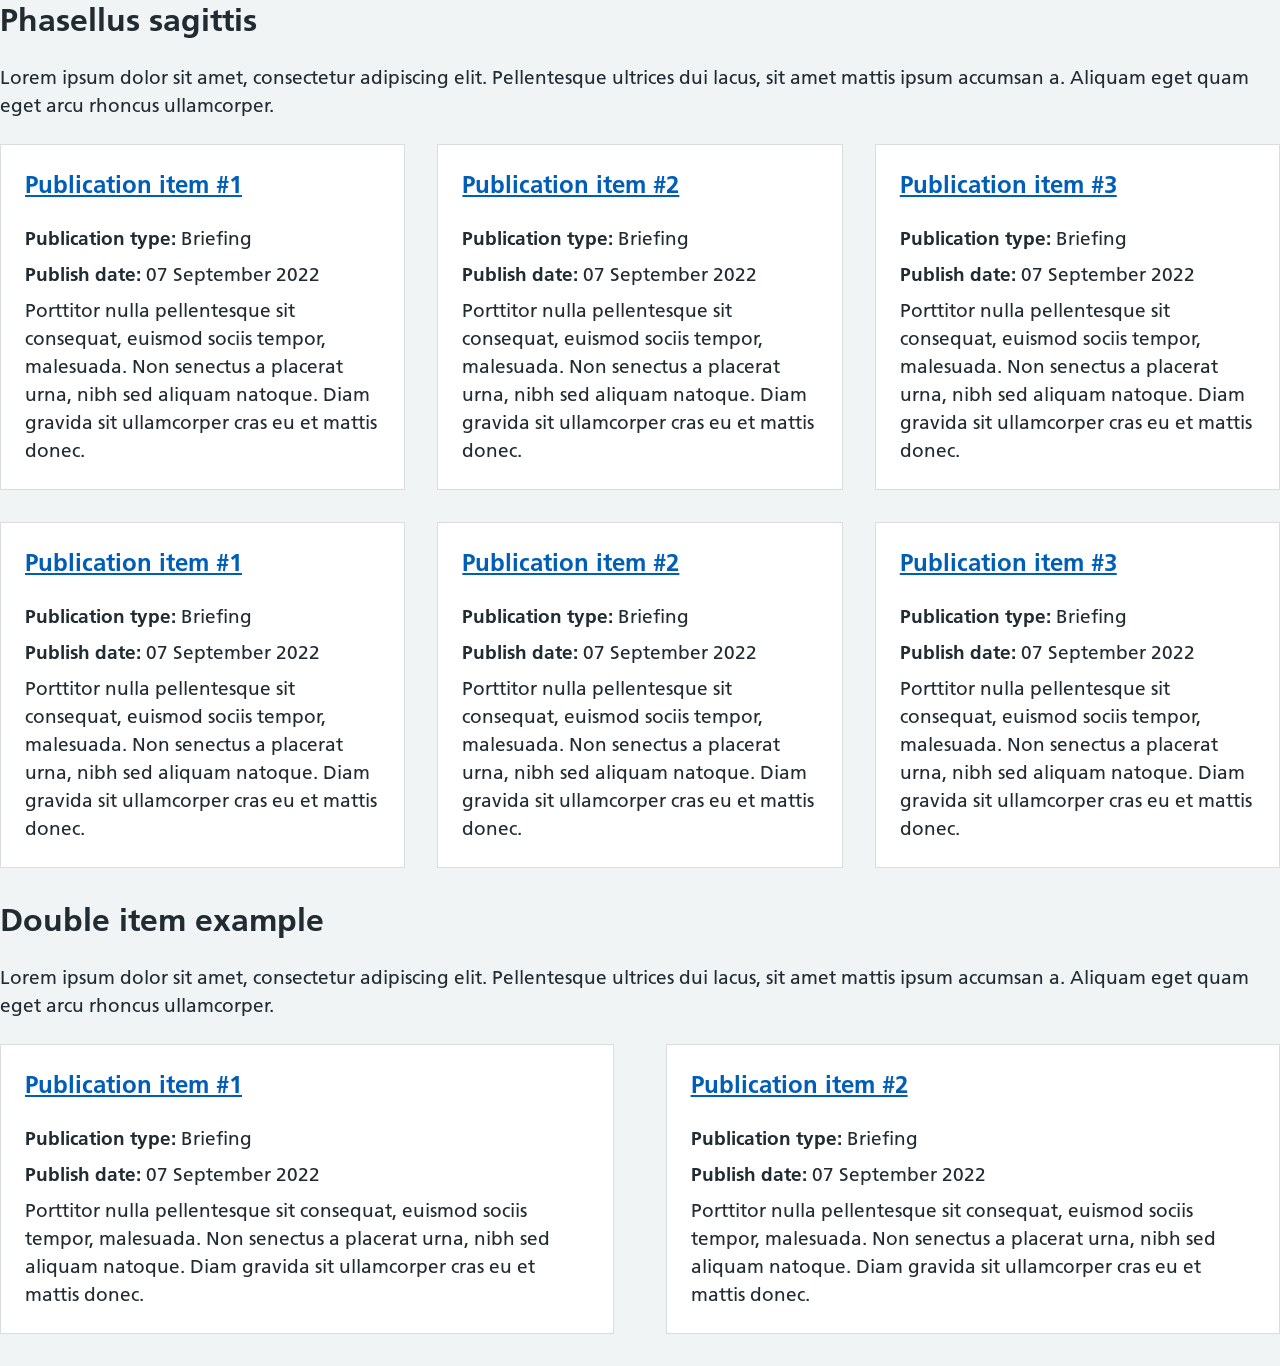 Phasellus sagittis
Lorem ipsum dolor sit amet, consectetur adipiscing elit. Pellentesque ultrices dui lacus, sit amet mattis ipsum accumsan a. Aliquam eget quam
eget arcu rhoncus ullamcorper.
Publication item #1
Publication type: Briefing
Publish date: 07 September 2022
Porttitor nulla pellentesque sit
consequat, euismod sociis tempor,
malesuada. Non senectus a placerat
urna, nibh sed aliquam natoque. Diam
gravida sit ullamcorper cras eu et mattis
donec.
Publication item #2
Publication type: Briefing
Publish date: 07 September 2022
Porttitor nulla pellentesque sit
consequat, euismod sociis tempor,
malesuada. Non senectus a placerat
urna, nibh sed aliquam natoque. Diam
gravida sit ullamcorper cras eu et mattis
donec.
Publication item #3
Publication type: Briefing
Publish date: 07 September 2022
Porttitor nulla pellentesque sit
consequat, euismod sociis tempor,
malesuada. Non senectus a placerat
urna, nibh sed aliquam natoque. Diam
gravida sit ullamcorper cras eu et mattis
donec.
Publication item #1
Publication type: Briefing
Publish date: 07 September 2022
Porttitor nulla pellentesque sit
consequat, euismod sociis tempor,
malesuada. Non senectus a placerat
urna, nibh sed aliquam natoque. Diam
gravida sit ullamcorper cras eu et mattis
donec.
Publication item #2
Publication type: Briefing
Publish date: 07 September 2022
Porttitor nulla pellentesque sit
consequat, euismod sociis tempor,
malesuada. Non senectus a placerat
urna, nibh sed aliquam natoque. Diam
gravida sit ullamcorper cras eu et mattis
donec.
Publication item #3
Publication type: Briefing
Publish date: 07 September 2022
Porttitor nulla pellentesque sit
consequat, euismod sociis tempor,
malesuada. Non senectus a placerat
urna, nibh sed aliquam natoque. Diam
gravida sit ullamcorper cras eu et mattis
donec.
Double item example
Lorem ipsum dolor sit amet, consectetur adipiscing elit. Pellentesque ultrices dui lacus, sit amet mattis ipsum accumsan a. Aliquam eget quam
eget arcu rhoncus ullamcorper.
Publication item #1
Publication type: Briefing
Publish date: 07 September 2022
Porttitor nulla pellentesque sit consequat, euismod sociis
tempor, malesuada. Non senectus a placerat urna, nibh sed
aliquam natoque. Diam gravida sit ullamcorper cras eu et
mattis donec.
Publication item #2
Publication type: Briefing
Publish date: 07 September 2022
Porttitor nulla pellentesque sit consequat, euismod sociis
tempor, malesuada. Non senectus a placerat urna, nibh sed
aliquam natoque. Diam gravida sit ullamcorper cras eu et
mattis donec.